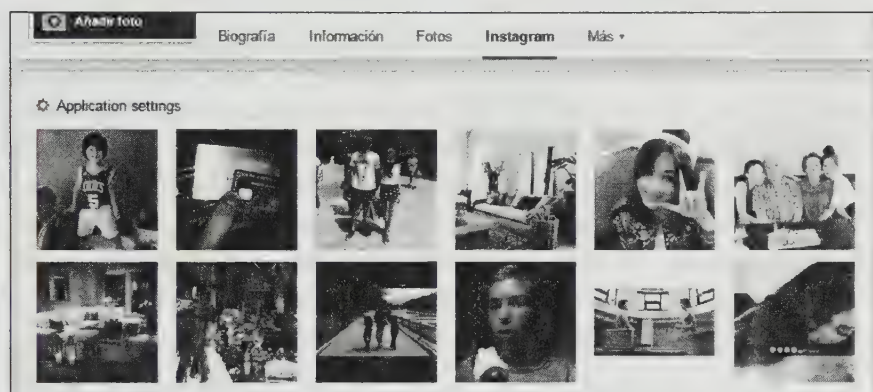 Añadir foto
Biografía Información Fotos Instagram Más
Application settings